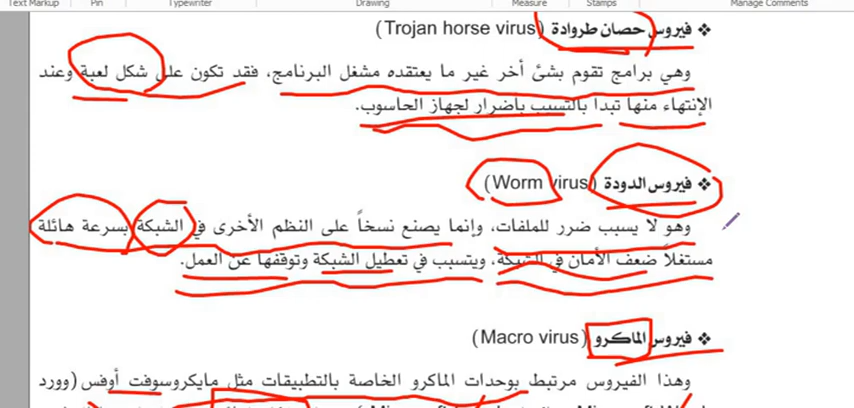 Text Markup Pin Typewriter Drawing Measure Stamps Manage Comments
❖ فيروس حصان طروادة (Trojan horse virus)
وهي برامج تقوم بشئ أخر غير ما يعتقده مشغل البرنامج، فقد تكون على شكل لعبة وعند
الإنتهاء منها تبدا بالتسبب بأضرار لجهاز الحاسوب.
❖ فيروس الدودة (Worm virus)
وهو لا يسبب ضرر للملفات، وإنما يصنع نسخاً على النظم الأخرى في الشبكة بسرعة هائلة
مستغلاً ضعف الأمان في الشبكة، ويتسبب في تعطيل الشبكة وتوقفها عن العمل.
❖ فيروس الماكرو (Macro virus)
وهذا الفيروس مرتبط بوحدات الماكرو الخاصة بالتطبيقات مثل مايكروسوفت أوفس (وورد